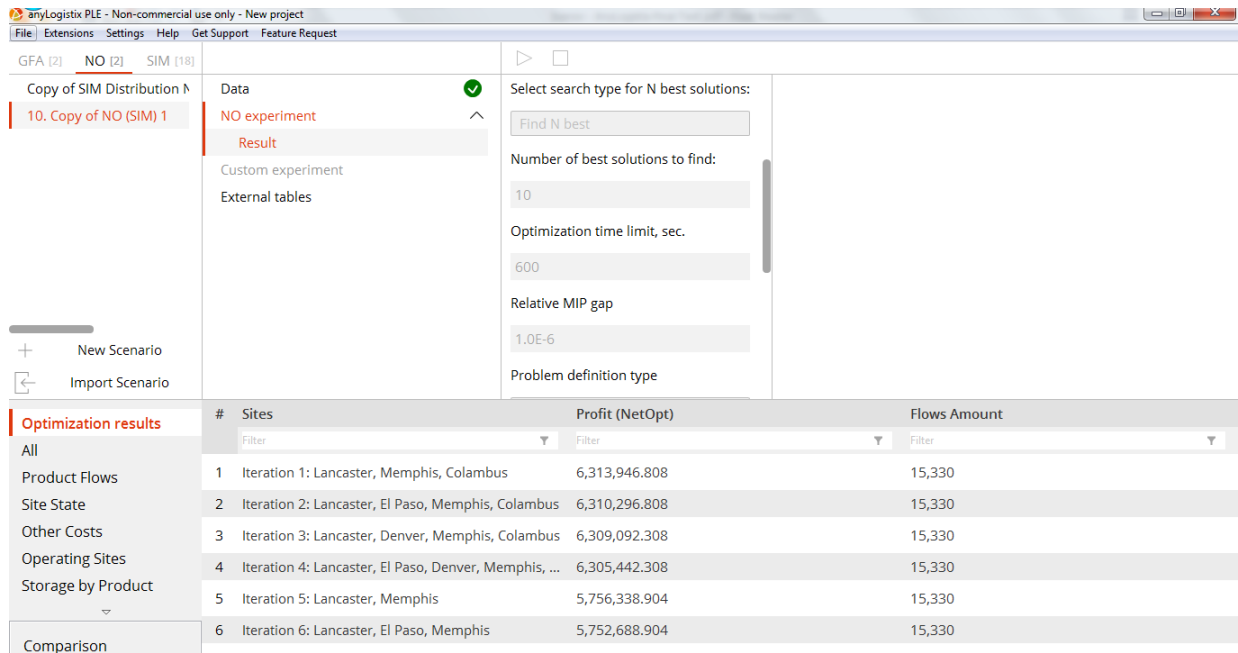 anyLogistix PLE - Non-commercial use only - New project
File Extensions Settings Help Get Support Feature Request
GFA [2] NO [2] SIM [18]
Copy of SIM Distribution N
10. Copy of NO (SIM) 1
New Scenario
Import Scenario
Data
NO experiment
Result
Custom experiment
External tables
Select search type for N best solutions:
Find N best
Number of best solutions to find:
10
Optimization time limit, sec.
600
Relative MIP gap
1.0E-6
Problem definition type
Optimization results
All
Product Flows
Site State
Other Costs
Operating Sites
Storage by Product
Comparison
# Sites Profit (NetOpt) Flows Amount
Filter Filter Filter
1 Iteration 1: Lancaster, Memphis, Colambus 6,313,946.808 15,330
2 Iteration 2: Lancaster, El Paso, Memphis, Colambus 6,310,296.808 15,330
3 Iteration 3: Lancaster, Denver, Memphis, Colambus 6,309,092.308 15,330
4 Iteration 4: Lancaster, El Paso, Denver, Memphis, ... 6,305,442.308 15,330
5 Iteration 5: Lancaster, Memphis 5,756,338.904 15,330
6 Iteration 6: Lancaster, El Paso, Memphis 5,752,688.904 15,330